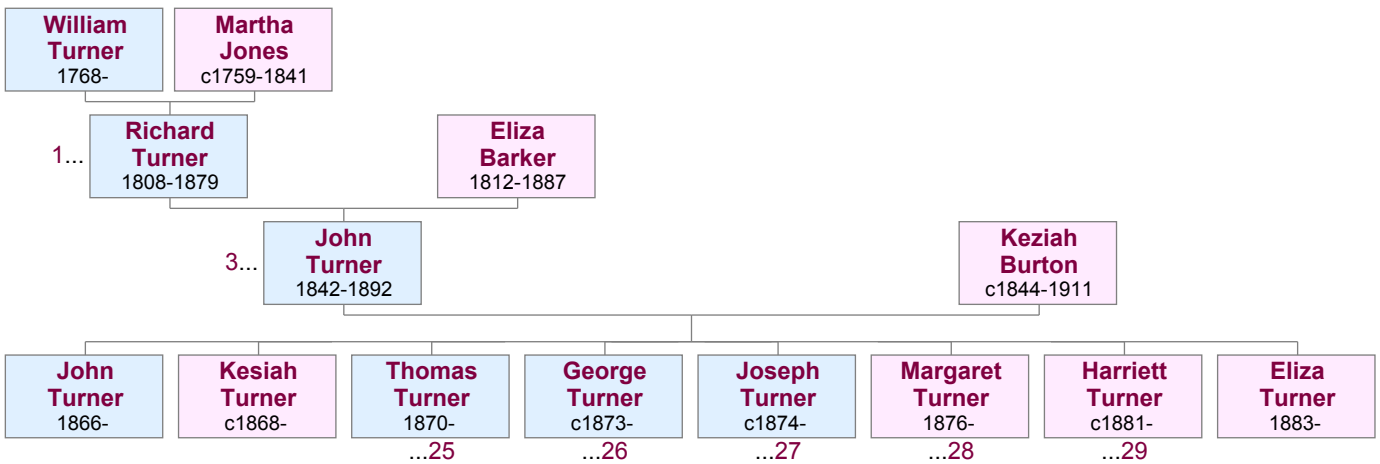 William
Turner
1768-
Martha
Jones
c1759-1841
1...
Richard
Turner
1808-1879
Eliza
Barker
1812-1887
3...
John
Turner
1842-1892
Keziah
Burton
c1844-1911
John
Turner
1866-
Kesiah
Turner
c1868-
Thomas
Turner
1870-
...25
George
Turner
c1873-
...26
Joseph
Turner
c1874-
...27
Margaret
Turner
1876-
...28
Harriett
Turner
c1881-
...29
Eliza
Turner
1883-